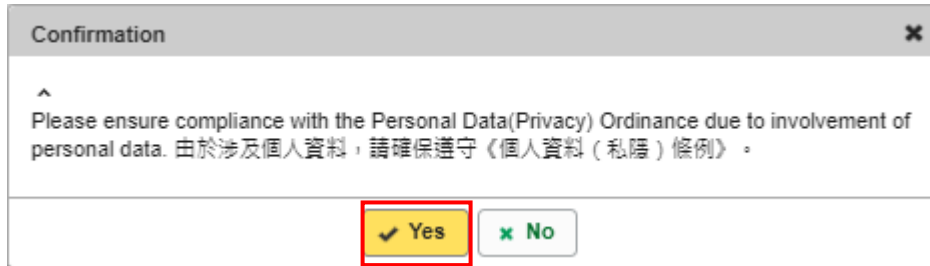 Confirmation
Please ensure compliance with the Personal Data(Privacy) Ordinance due to involvement of
personal data. 由於涉及個人資料，請確保遵守《個人資料（私隱）條例》。
Yes
No